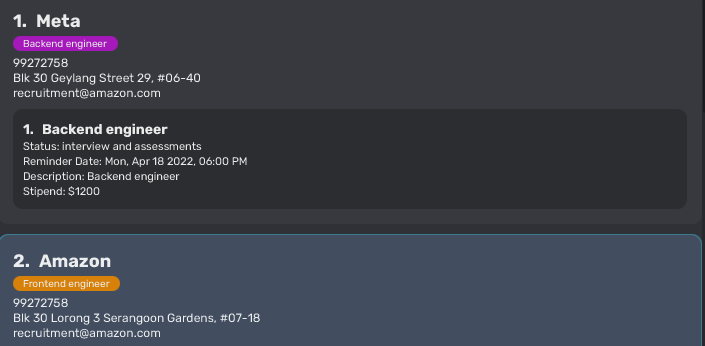 1. Meta
Backend engineer
99272758
Blk 30 Geylang Street 29, #06-40
recruitment@amazon.com
1. Backend engineer
Status: interview and assessments
Reminder Date: Mon, Apr 18 2022, 06:00 PM
Description: Backend engineer
Stipend: $1200
2. Amazon
Frontend engineer
99272758
Blk 30 Lorong 3 Serangoon Gardens, #07-18
recruitment@amazon.com